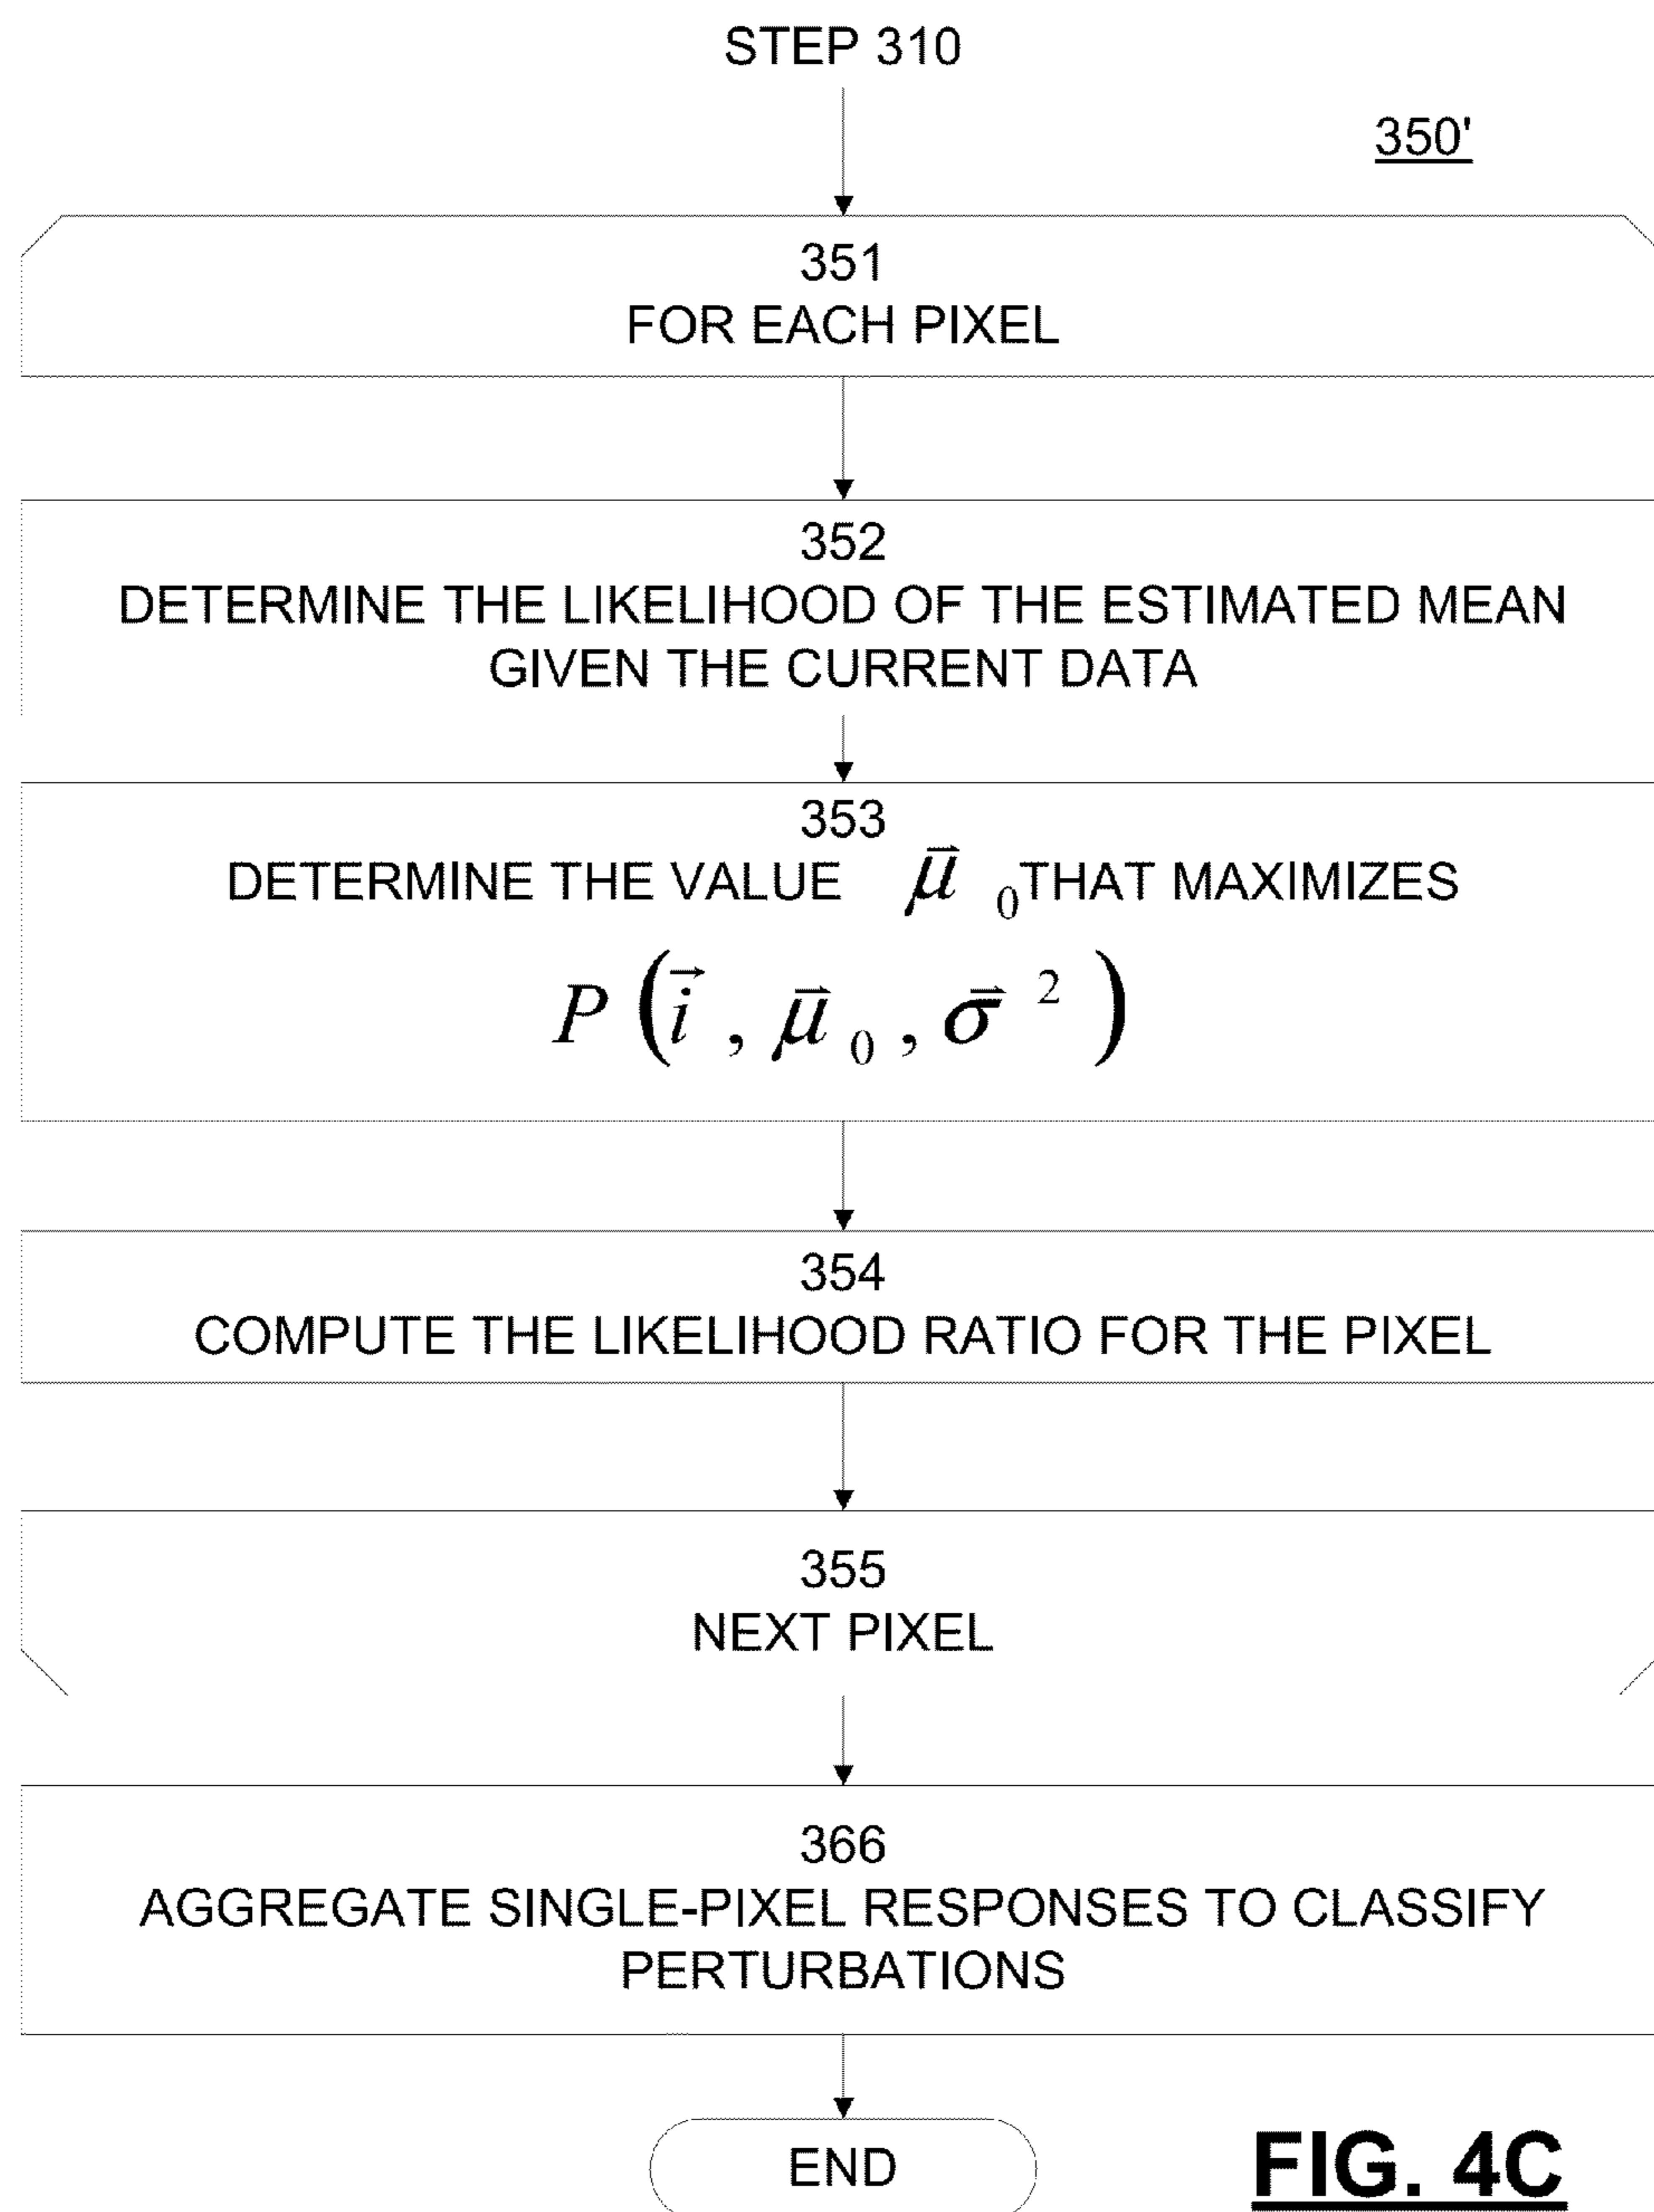 STEP 310
350'
351
FOR EACH PIXEL
352
DETERMINE THE LIKELIHOOD OF THE ESTIMATED MEAN
GIVEN THE CURRENT DATA
353
DETERMINE THE VALUE μ⃗ ₀ THAT MAXIMIZES
P (i⃗ , μ⃗ ₀ , σ⃗ ²)
354
COMPUTE THE LIKELIHOOD RATIO FOR THE PIXEL
355
NEXT PIXEL
366
AGGREGATE SINGLE-PIXEL RESPONSES TO CLASSIFY
PERTURBATIONS
END
FIG. 4C